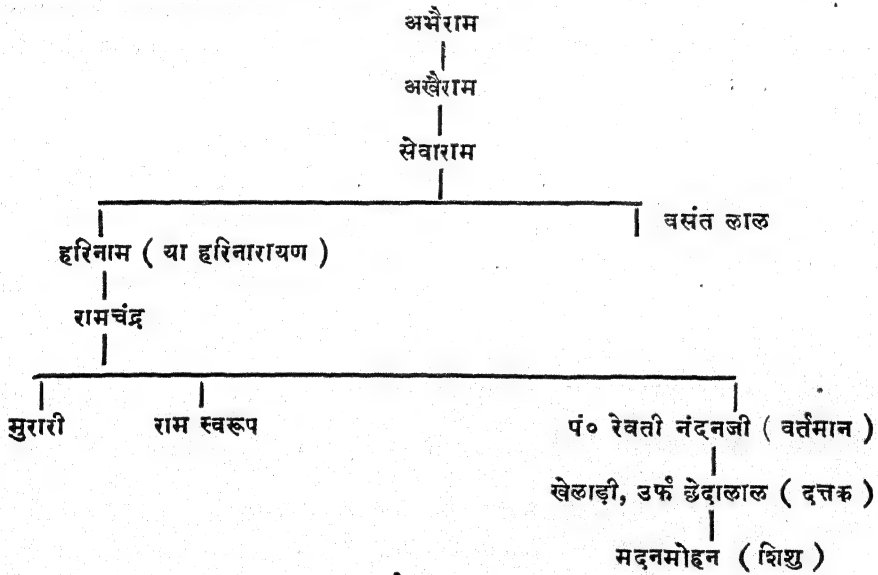 अभैराम
अखैराम
सेवाराम
वसंत लाल
हरिनाम ( या हरिनारायण )
रामचंद्र
मुरारी राम स्वरूप पं० रेवती नंदनजी ( वर्तमान )
खेलाड़ी, उर्फ छेदालाल ( दत्तक )
मदनमोहन ( शिशु )